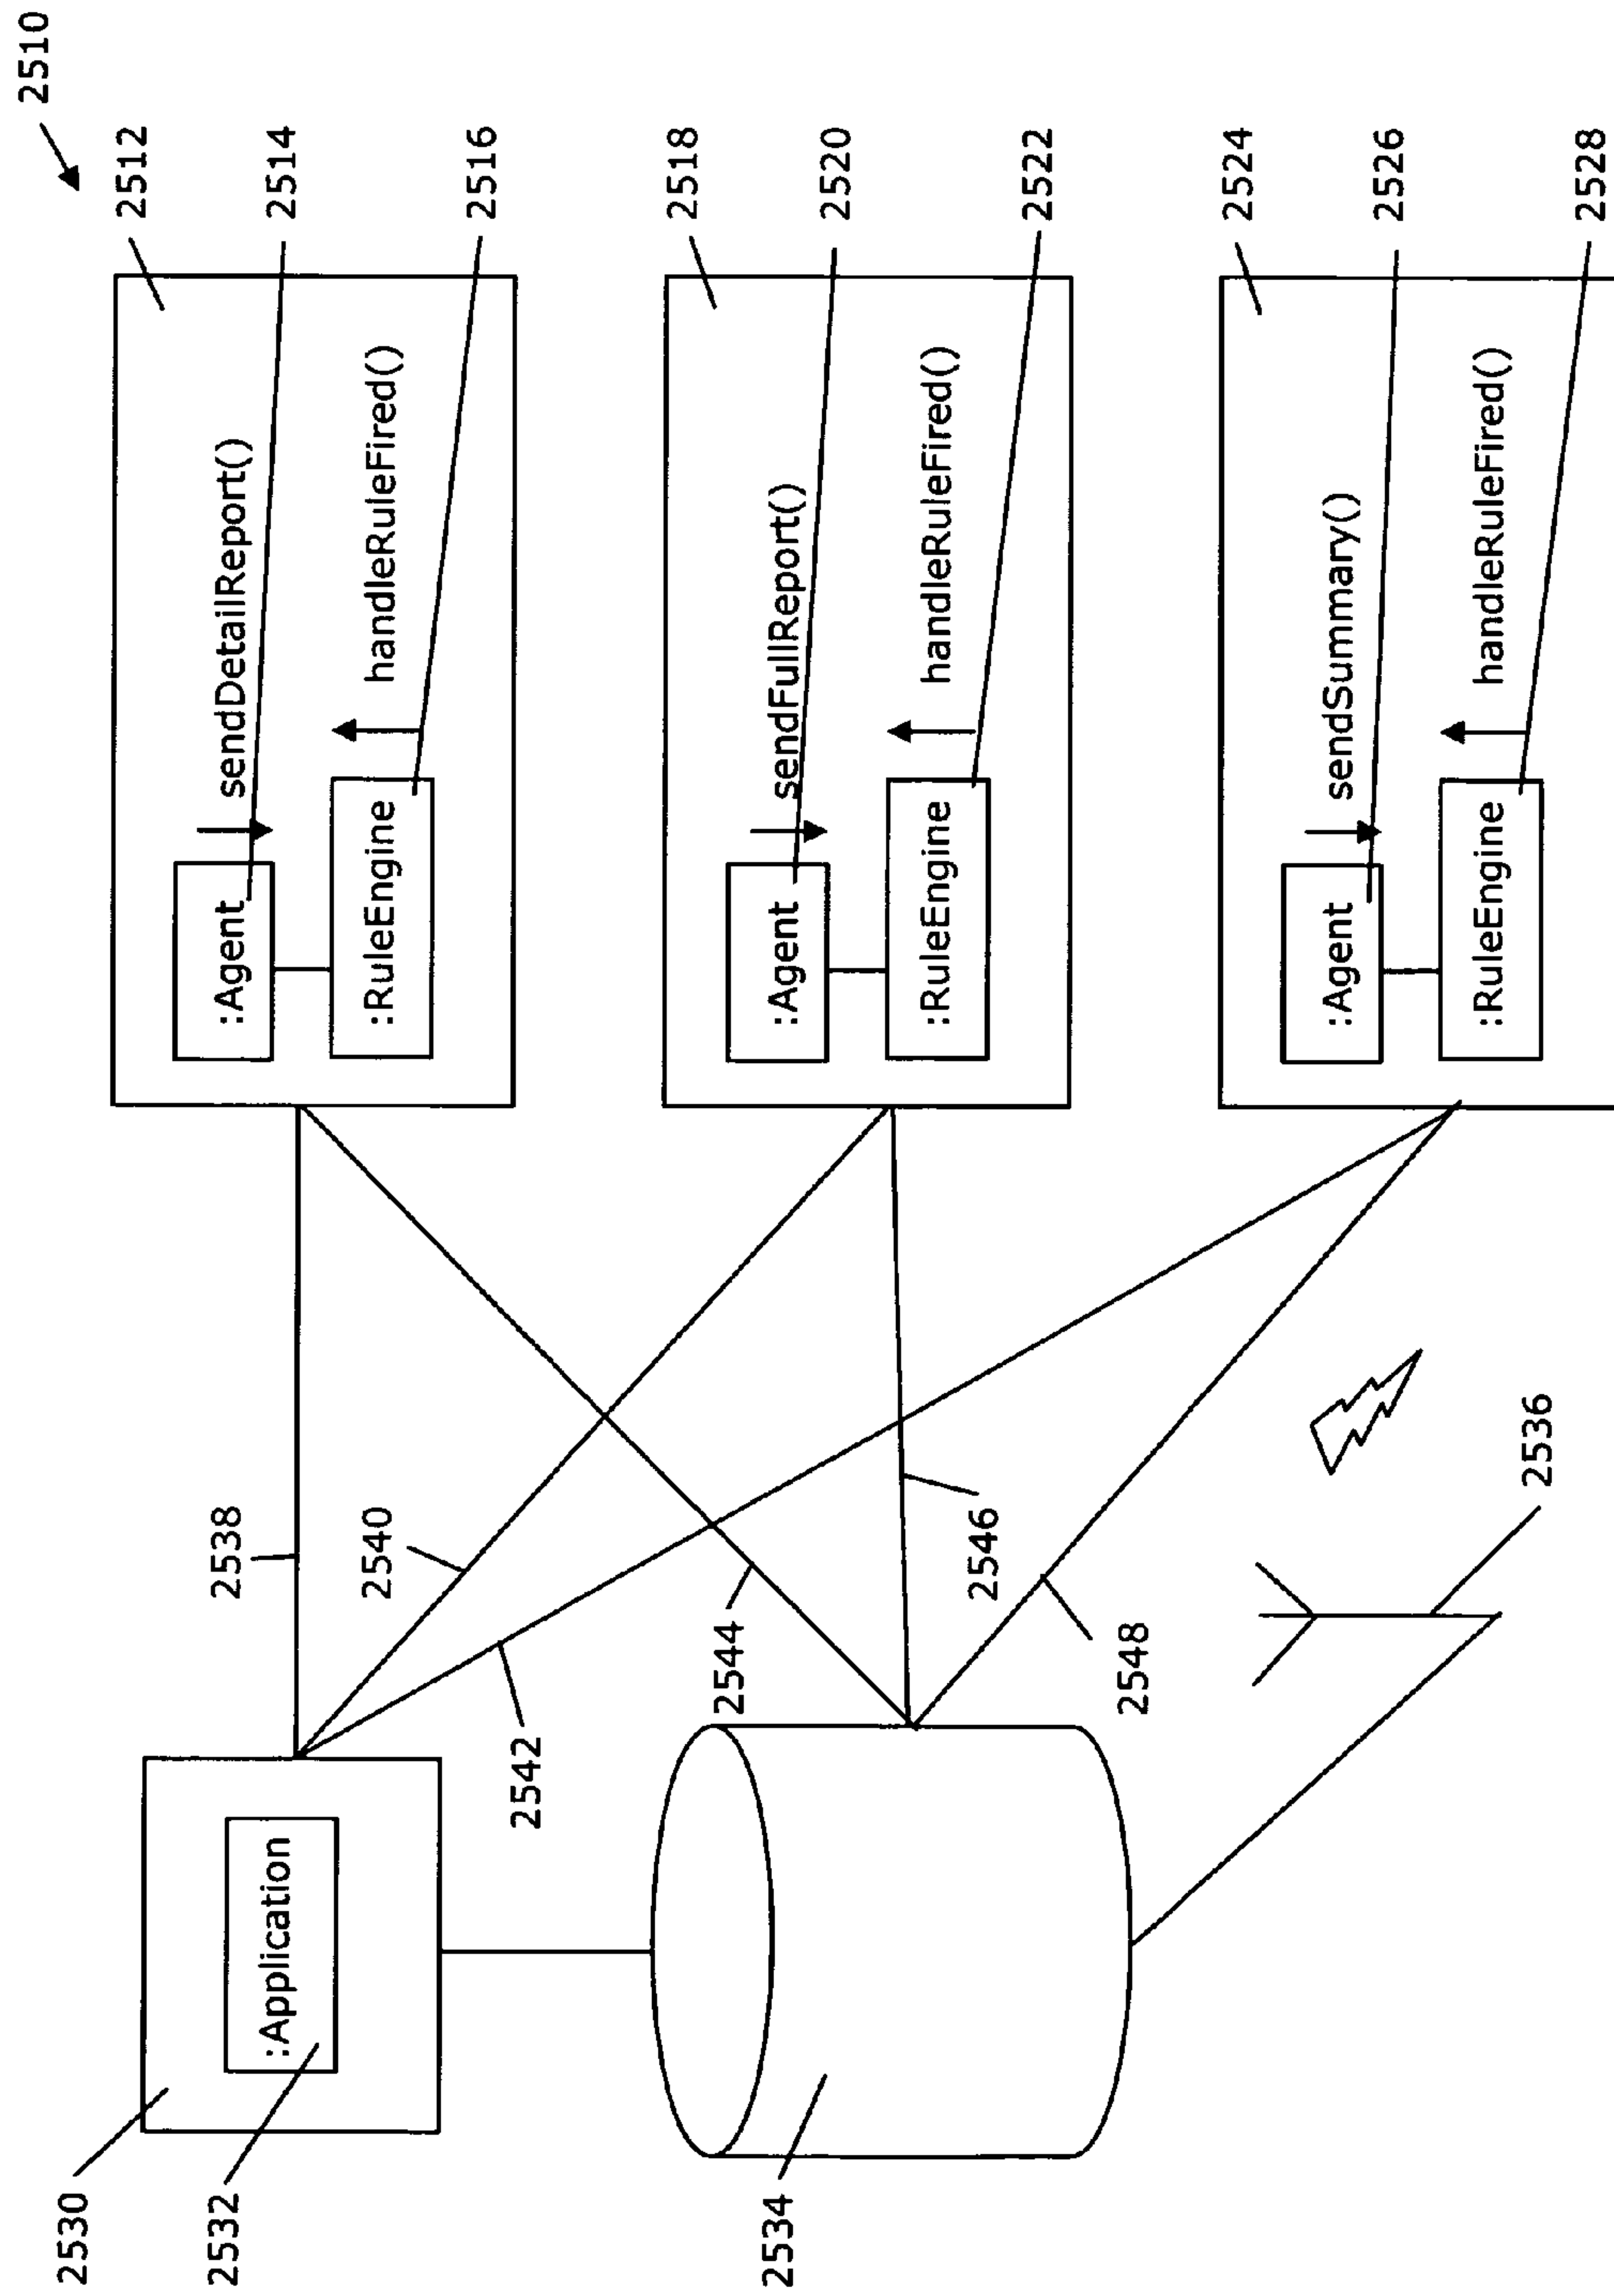 2510
2512
2514
2516
2518
2520
2522
2524
2526
2528
:Agent
sendDetailReport()
:RuleEngine
handleRuleFired()
:Agent
sendFullReport()
:RuleEngine
handleRuleFired()
:Agent
sendSummary()
:RuleEngine
handleRuleFired()
2538
2540
2542
2544
2546
2548
2536
:Application
2530
2532
2534